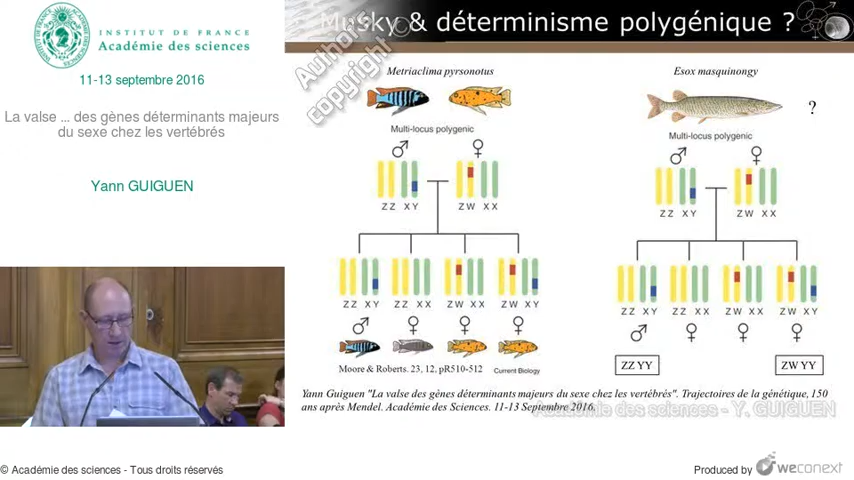 INSTITUT DE FRANCE
Académie des sciences
11-13 septembre 2016
La valse ... des gènes déterminants majeurs
du sexe chez les vertébrés
Yann GUIGUEN
Musky & déterminisme polygénique ?
Author
copyright
Metriaclima pyrsonotus
Multi-locus polygenic
♂ ♀
ZZ XY ZW XX
ZZ XY ZZ XX ZW XX ZW XY
♂ ♀ ♀ ♀
Moore & Roberts. 23, 12, pR510-512
Current Biology
Esox masquinongy
?
Multi-locus polygenic
♂ ♀
ZZ XY ZW XX
ZZ XY ZZ XX ZW XX ZW XY
♂ ♀ ♀ ♀
ZZ YY
ZW YY
Yann Guiguen "La valse des gènes déterminants majeurs du sexe chez les vertébrés". Trajectoires de la génétique, 150
ans après Mendel. Académie des Sciences. 11-13 Septembre 2016.
Académie des sciences - Y. GUIGUEN
© Académie des sciences - Tous droits réservés
Produced by weconext